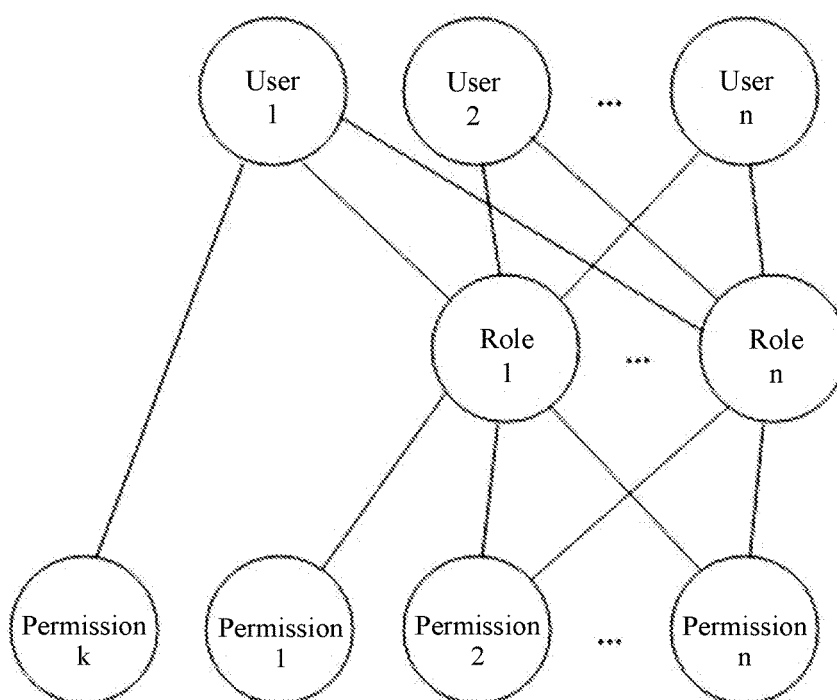 User
1
User
2
...
User
n
Role
1
...
Role
n
Permission
k
Permission
1
Permission
2
...
Permission
n